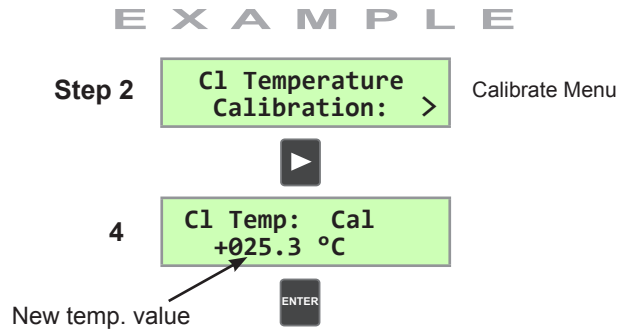 EXAMPLE
Step 2
Cl Temperature
Calibration: >
Calibrate Menu
4
Cl Temp: Cal
+025.3 °C
New temp. value
ENTER